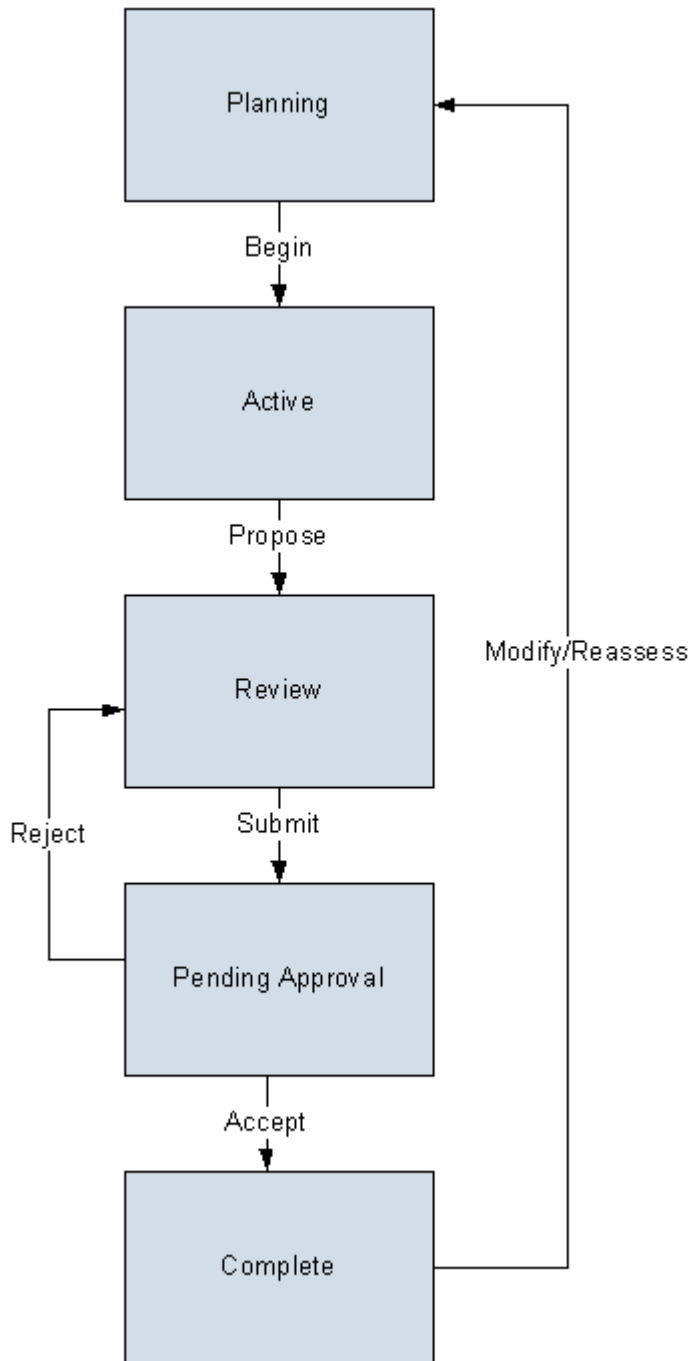 Planning
Begin
Active
Propose
Modify/Reassess
Review
Submit
Reject
Pending Approval
Accept
Complete